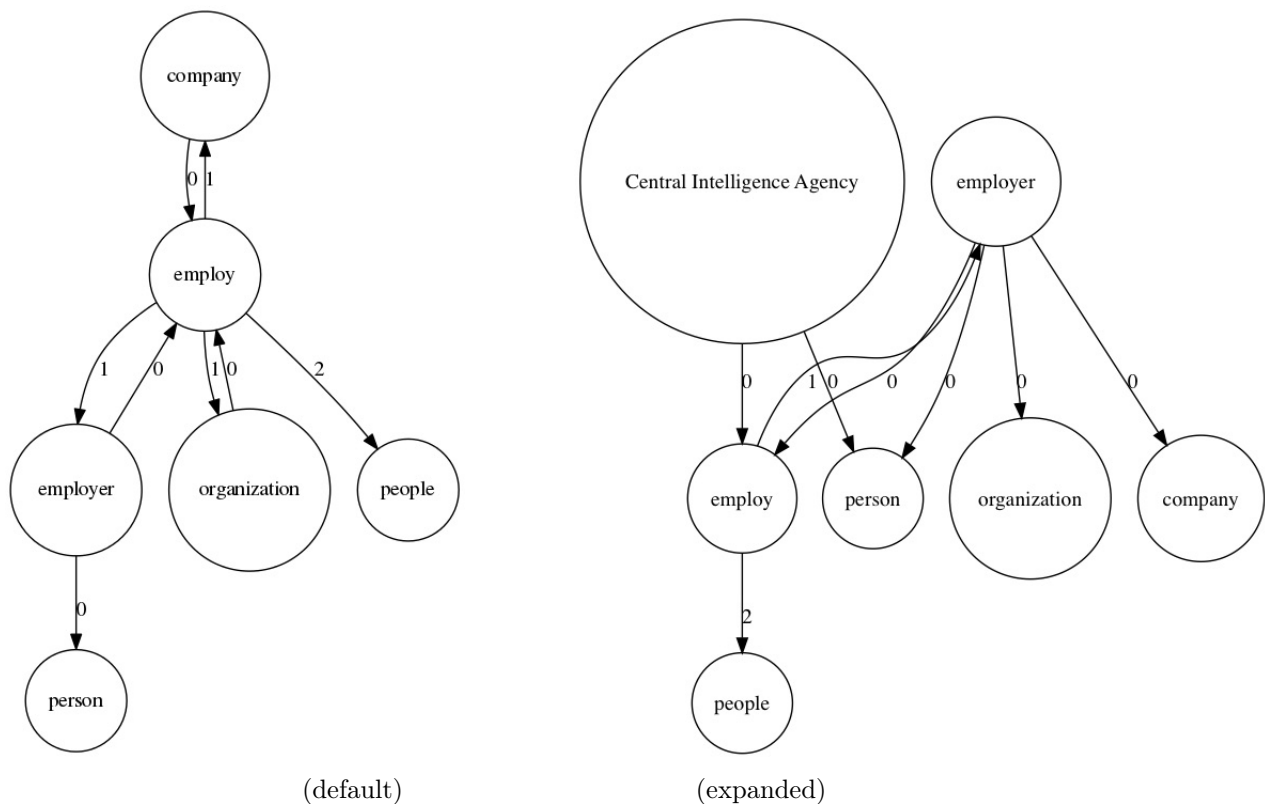 company
0 1
employ
1 0 1 0 2
employer organization people
0
person
(default)
Central Intelligence Agency employer
0 1 0 0 0 0 0
employ person organization company
2
people
(expanded)